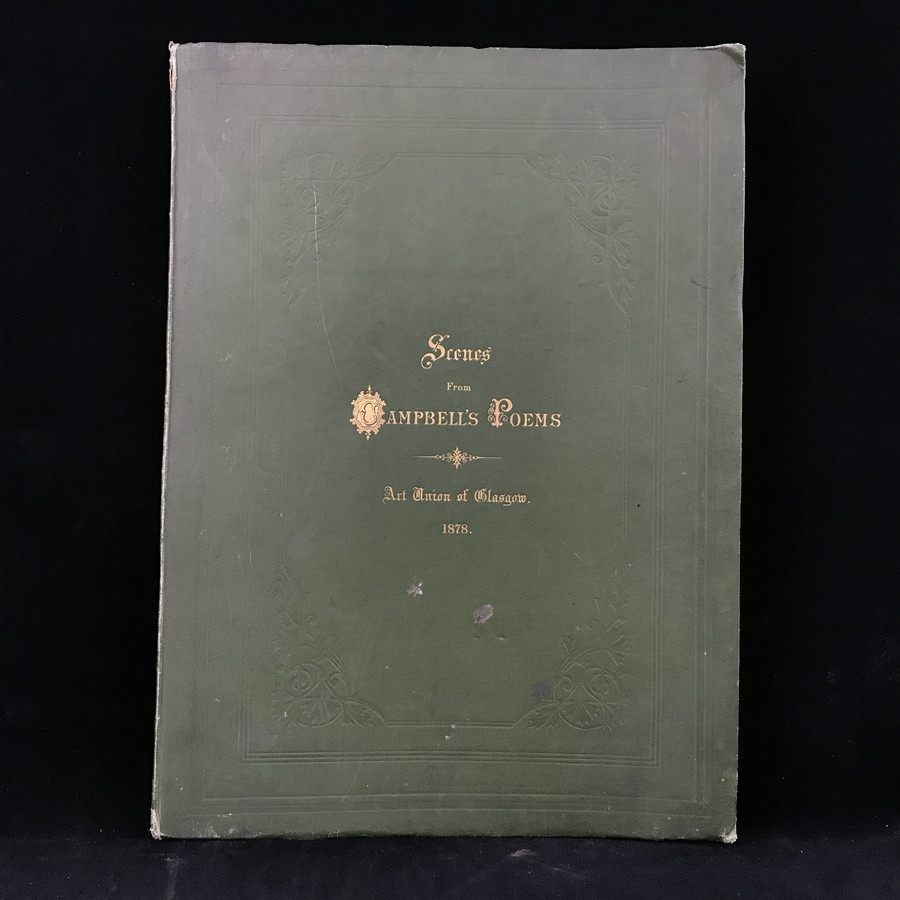 Scenes
From
Campbell's Poems
Art Union of Glasgow.
1878.